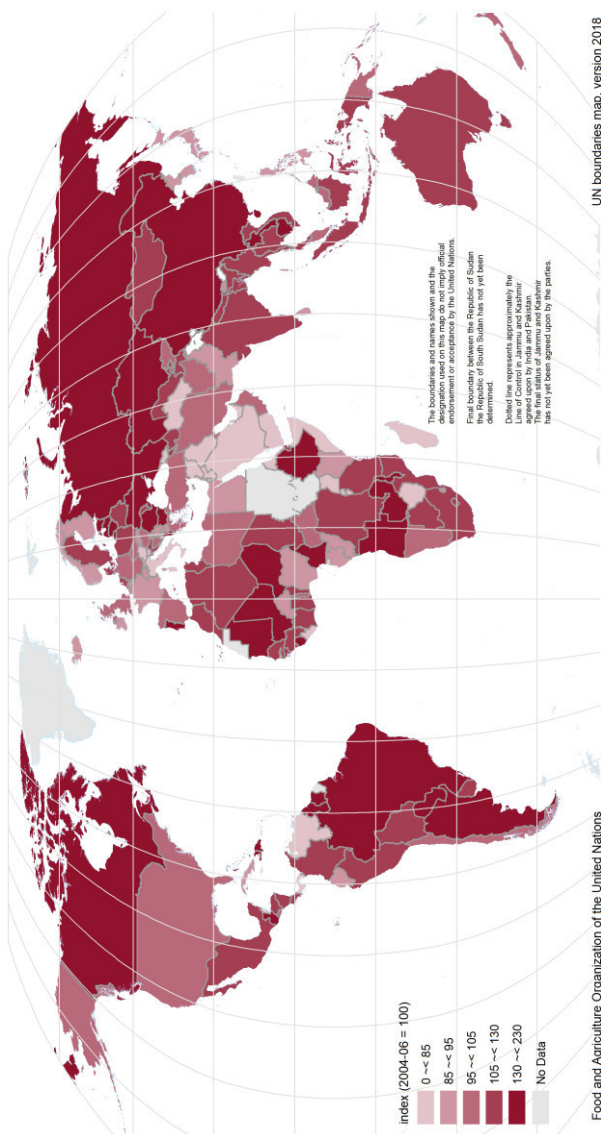 The boundaries and names shown and the
designation used on this map do not imply official
endorsement or acceptance by the United Nations.
Final boundary between the Republic of Sudan
the Republic of South Sudan has not yet been
determined.
Dotted line represents approximately the
Line of Control in Jammu and Kashmir
agreed upon by India and Pakistan.
The final status of Jammu and Kashmir
has not yet been agreed upon by the parties.
index (2004-06 = 100)
0 ~< 85
85 ~< 95
95 ~< 105
105 ~< 130
130 ~< 230
No Data
Food and Agriculture Organization of the United Nations
UN boundaries map, version 2018